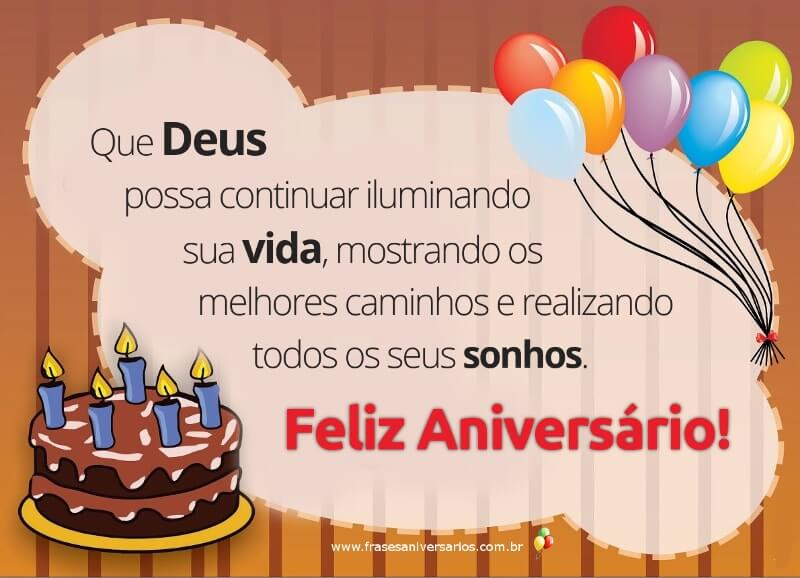 Que Deus
possa continuar iluminando
sua vida, mostrando os
melhores caminhos e realizando
todos os seus sonhos.
Feliz Aniversário!
www.frasesaniversarios.com.br